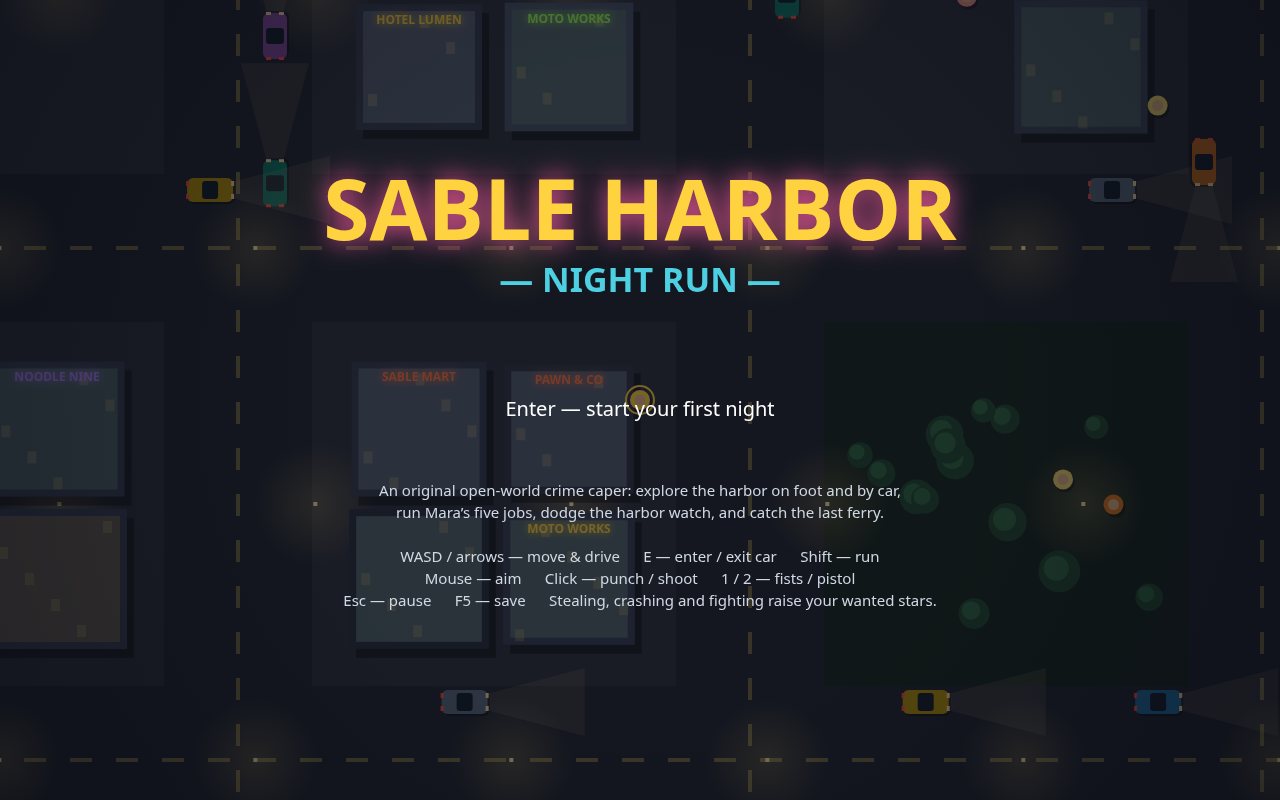 HOTEL LUMEN
MOTO WORKS
SABLE HARBOR
— NIGHT RUN —
NOODLE NINE
SABLE MART
PAWN & CO
Enter — start your first night
An original open-world crime caper: explore the harbor on foot and by car,
run Mara’s five jobs, dodge the harbor watch, and catch the last ferry.
MOTO WORKS
WASD / arrows — move & drive E — enter / exit car Shift — run
Mouse — aim Click — punch / shoot 1 / 2 — fists / pistol
Esc — pause F5 — save Stealing, crashing and fighting raise your wanted stars.